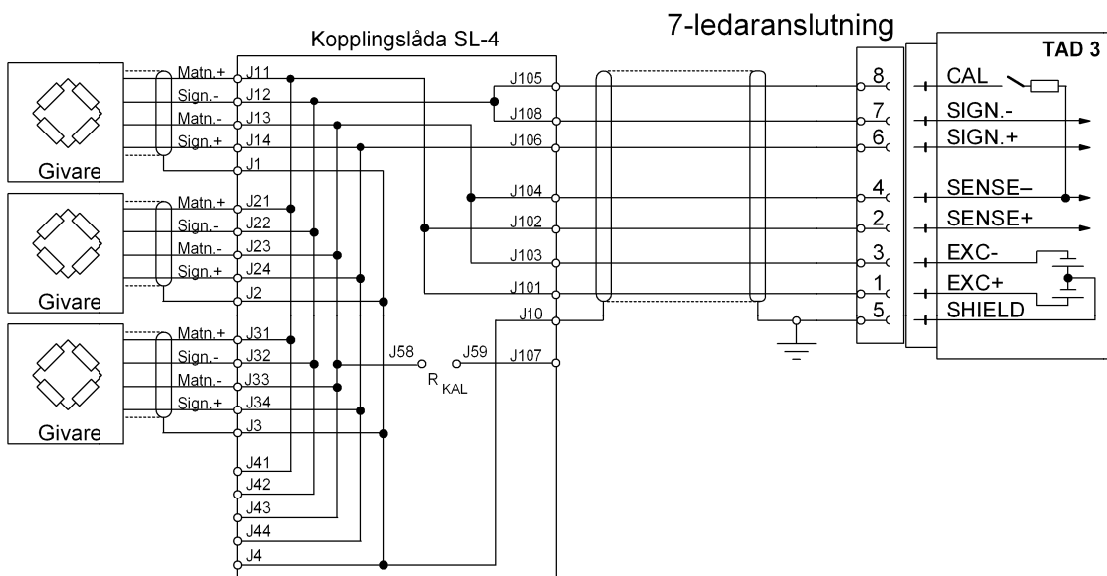 7-ledaranslutning
Kopplingslåda SL-4
TAD 3
Matn.+ J11
Sign.- J12
Matn.- J13
Sign.+ J14
J1
Givare
Matn.+ J21
Sign.- J22
Matn.- J23
Sign.+ J24
J2
Givare
Matn.+ J31
Sign.- J32
Matn.- J33
Sign.+ J34
J3
Givare
J41
J42
J43
J44
J4
J58 J59
R KAL
J105
J108
J106
J104
J102
J103
J101
J10
J107
8 CAL
7 SIGN.-
6 SIGN.+
4 SENSE–
2 SENSE+
3 EXC-
1 EXC+
5 SHIELD